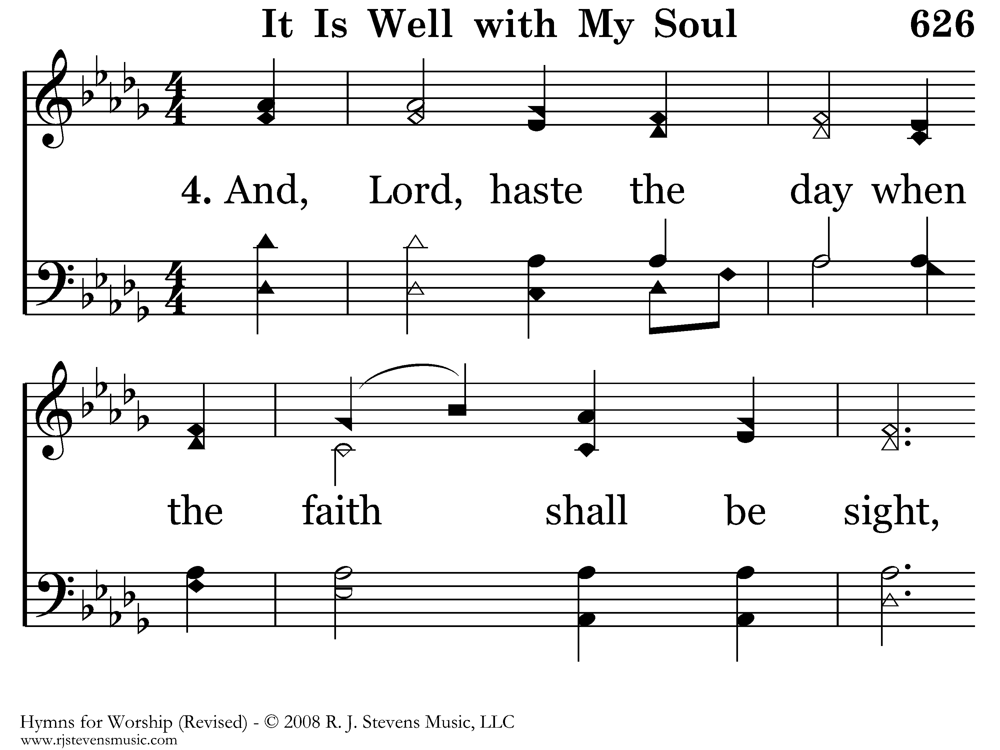 It Is Well with My Soul 626
4. And, Lord, haste the day when
the faith shall be sight,
Hymns for Worship (Revised) - © 2008 R. J. Stevens Music, LLC
www.rjstevensmusic.com